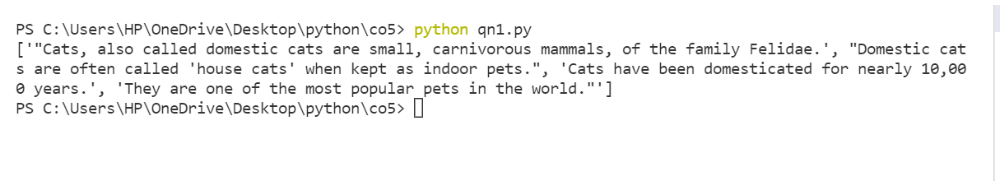 PS C:\Users\HP\OneDrive\Desktop\python\co5> python qn1.py
['"Cats, also called domestic cats are small, carnivorous mammals, of the family Felidae.', "Domestic cat
s are often called 'house cats' when kept as indoor pets.", 'Cats have been domesticated for nearly 10,00
0 years.', 'They are one of the most popular pets in the world."']
PS C:\Users\HP\OneDrive\Desktop\python\co5>